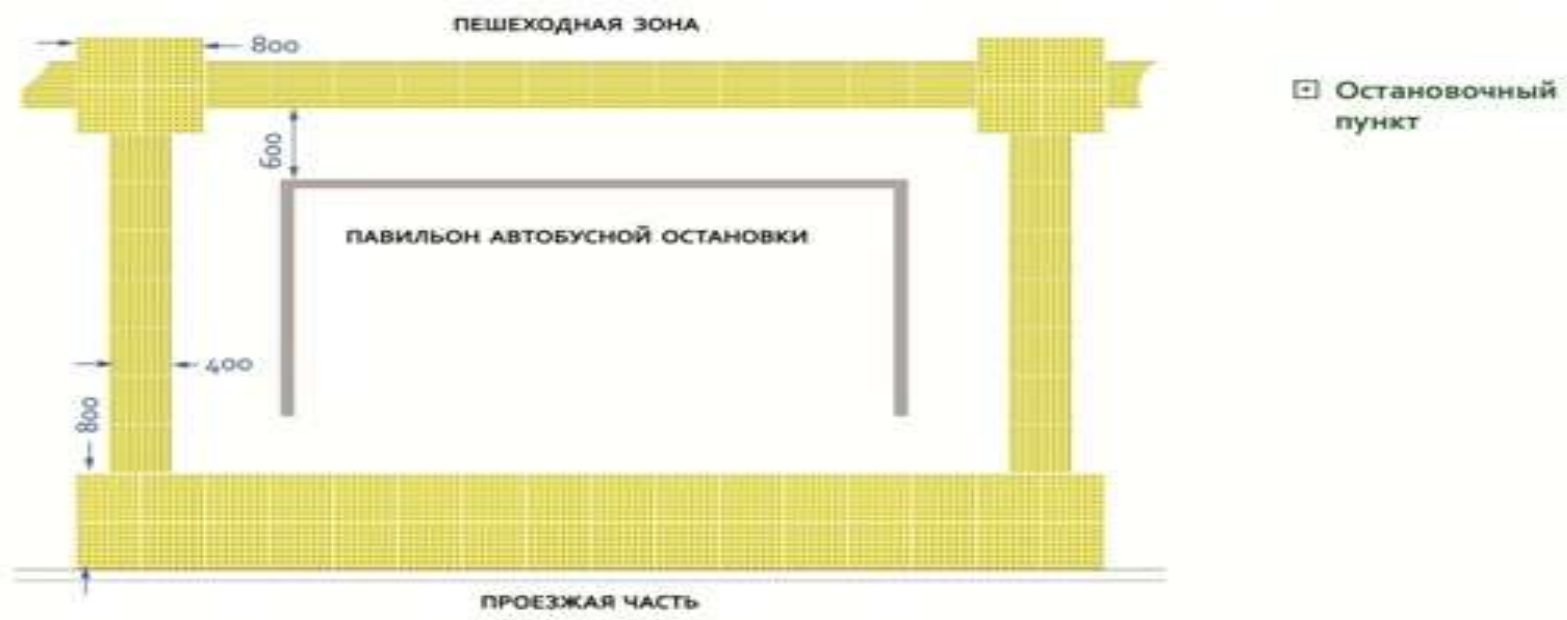 ПЕШЕХОДНАЯ ЗОНА
800
Остановочный
пункт
600
ПАВИЛЬОН АВТОБУСНОЙ ОСТАНОВКИ
400
800
ПРОЕЗЖАЯ ЧАСТЬ